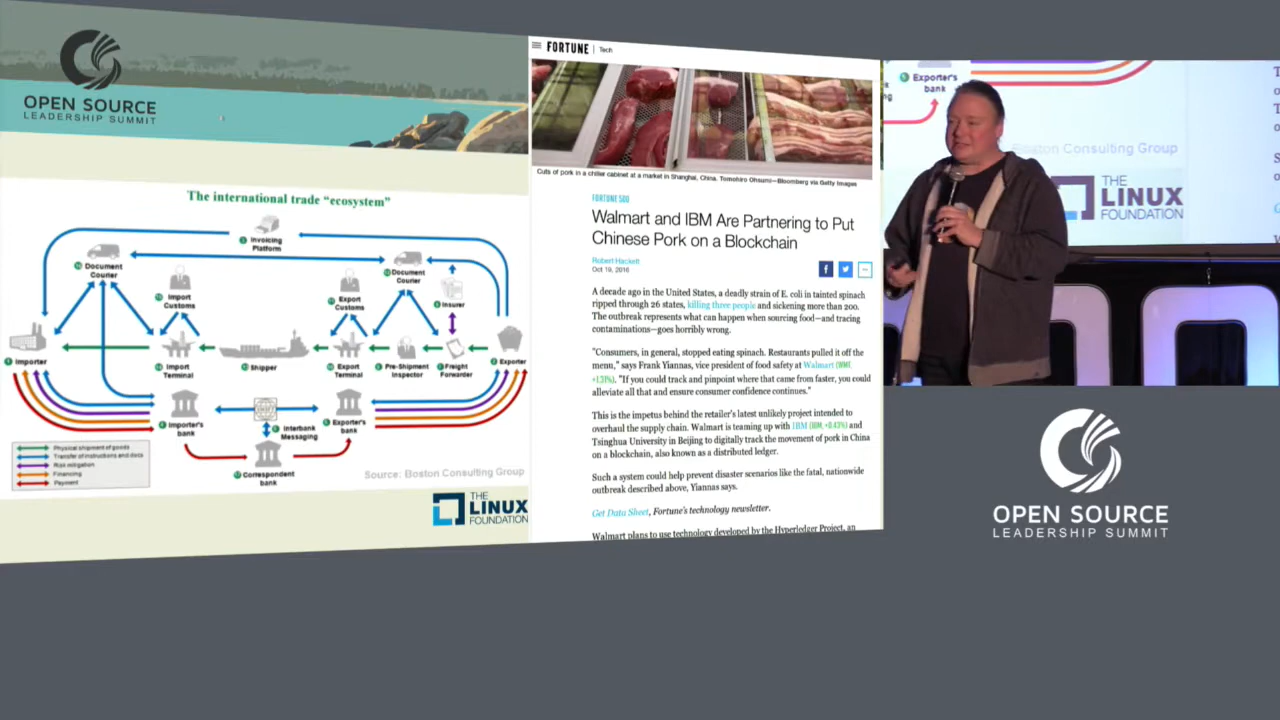 OPEN SOURCE
LEADERSHIP SUMMIT
The international trade "ecosystem"
Invoicing
Platform
Document
Courier
Document
Courier
Import
Customs
Export
Customs
Insurer
Importer
Import
Terminal
Shipper
Export
Terminal
Pre-Shipment
Inspector
Freight
Forwarder
Exporter
Importer's
bank
Interbank
Messaging
Exporter's
bank
Correspondent
bank
Physical shipment of goods
Transfer of instructions and docs
Risk mitigation
Financing
Payment
Source: Boston Consulting Group
THE
LINUX
FOUNDATION
FORTUNE | Tech
Cuts of pork in a chiller cabinet at a market in Shanghai, China. Tomohiro Ohsumi—Bloomberg via Getty Images
FORTUNE 500
Walmart and IBM Are Partnering to Put
Chinese Pork on a Blockchain
Robert Hackett
Oct 19, 2016
A decade ago in the United States, a deadly strain of E. coli in tainted spinach
ripped through 26 states, killing three people and sickening more than 200.
The outbreak represents what can happen when sourcing food—and tracing
contaminations—goes horribly wrong.
"Consumers, in general, stopped eating spinach. Restaurants pulled it off the
menu," says Frank Yiannas, vice president of food safety at Walmart (WMT,
+1.31%). "If you could track and pinpoint where that came from faster, you could
alleviate all that and ensure consumer confidence continues."
This is the impetus behind the retailer's latest unlikely project intended to
overhaul the supply chain. Walmart is teaming up with IBM (IBM, +0.43%) and
Tsinghua University in Beijing to digitally track the movement of pork in China
on a blockchain, also known as a distributed ledger.
Such a system could help prevent disaster scenarios like the fatal, nationwide
outbreak described above, Yiannas says.
Get Data Sheet, Fortune's technology newsletter.
Walmart plans to use technology developed by the Hyperledger Project, an
Exporter's
bank
Boston Consulting Group
THE
LINUX
FOUNDATION
OPEN SOURCE
LEADERSHIP SUMMIT